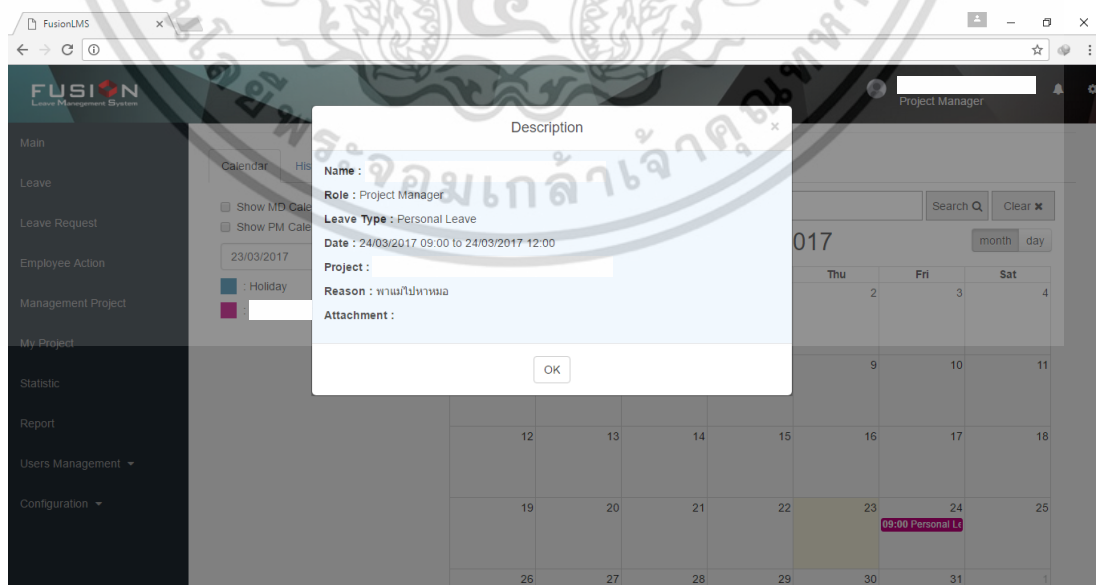 FusionLMS
FUSION
Leave Management System
Project Manager
Main
Leave
Leave Request
Employee Action
Management Project
My Project
Statistic
Report
Users Management
Configuration
Calendar
His
Show MD Cale
Show PM Cale
23/03/2017
: Holiday
:
Search
Clear
017
month day
Thu Fri Sat
2 3 4
9 10 11
12 13 14 15 16 17 18
19 20 21 22 23 24 25
09:00 Personal Le
26 27 28 29 30 31 1
Description
Name :
Role : Project Manager
Leave Type : Personal Leave
Date : 24/03/2017 09:00 to 24/03/2017 12:00
Project :
Reason : พาแม่ไปหาหมอ
Attachment :
OK